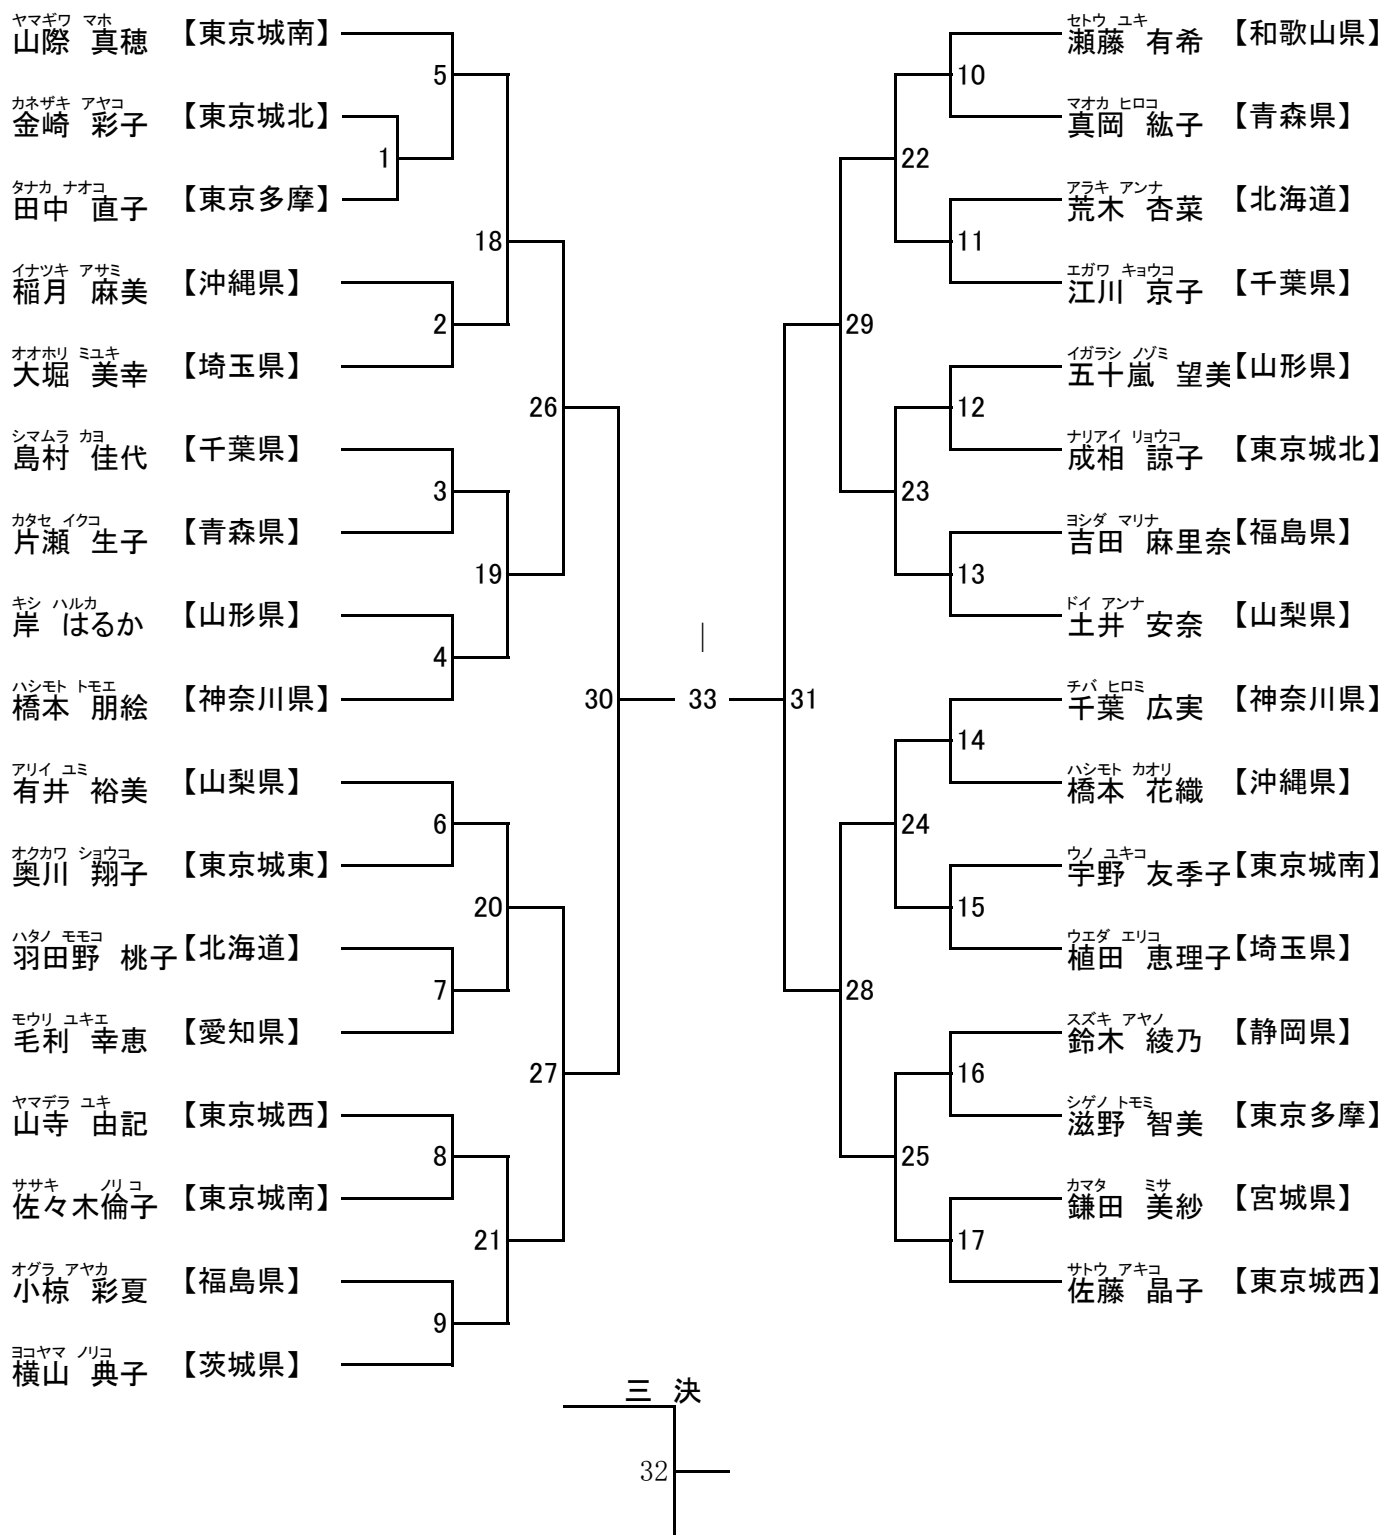 ヤマギワ マホ
山際 真穂 【東京城南】
5
カネザキ アヤコ
金崎 彩子 【東京城北】
1
タナカ ナオコ
田中 直子 【東京多摩】
18
イナツキ アサミ
稲月 麻美 【沖縄県】
2
オオホリ ミユキ
大堀 美幸 【埼玉県】
26
シマムラ カヨ
島村 佳代 【千葉県】
3
カタセ イクコ
片瀬 生子 【青森県】
19
キシ ハルカ
岸 はるか 【山形県】
4
ハシモト トモエ
橋本 朋絵 【神奈川県】
30
アリイ ユミ
有井 裕美 【山梨県】
6
オクカワ ショウコ
奥川 翔子 【東京城東】
20
ハタノ モモコ
羽田野 桃子 【北海道】
7
モウリ ユキエ
毛利 幸恵 【愛知県】
27
ヤマデラ ユキ
山寺 由記 【東京城西】
8
ササキ ノリコ
佐々木倫子 【東京城南】
21
オグラ アヤカ
小椋 彩夏 【福島県】
9
ヨコヤマ ノリコ
横山 典子 【茨城県】
33
セトウ ユキ
瀬藤 有希 【和歌山県】
10
マオカ ヒロコ
真岡 紘子 【青森県】
22
アラキ アンナ
荒木 杏菜 【北海道】
11
エガワ キョウコ
江川 京子 【千葉県】
29
イガラシ ノゾミ
五十嵐 望美 【山形県】
12
ナリアイ リョウコ
成相 諒子 【東京城北】
23
ヨシダ マリナ
吉田 麻里奈 【福島県】
13
ドイ アンナ
土井 安奈 【山梨県】
31
チバ ヒロミ
千葉 広実 【神奈川県】
14
ハシモト カオリ
橋本 花織 【沖縄県】
24
ウノ ユキコ
宇野 友季子 【東京城南】
15
ウエダ エリコ
植田 恵理子 【埼玉県】
28
スズキ アヤノ
鈴木 綾乃 【静岡県】
16
シゲノ トモミ
滋野 智美 【東京多摩】
25
カマタ ミサ
鎌田 美紗 【宮城県】
17
サトウ アキコ
佐藤 晶子 【東京城西】
三 決
32